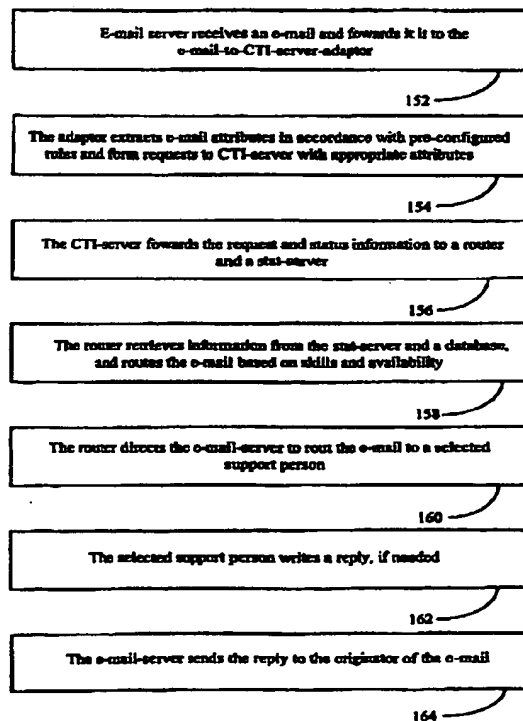 E-mail server receives an e-mail and fowards it is to the
e-mail-to-CTI-server-adaptor
152
The adaptor extracts e-mail attributes in accordance with pre-configured
rules and form requests to CTI-server with appropriate attributes
154
The CTI-server fowards the request and status information to a router
and a stat-server
156
The router retrieves information from the stat-server and a database,
and routes the e-mail based on skills and availability
158
The router directs the e-mail-server to rout the e-mail to a selected
support person
160
The selected support person writes a reply, if needed
162
The e-mail-server sends the reply to the originator of the e-mail
164